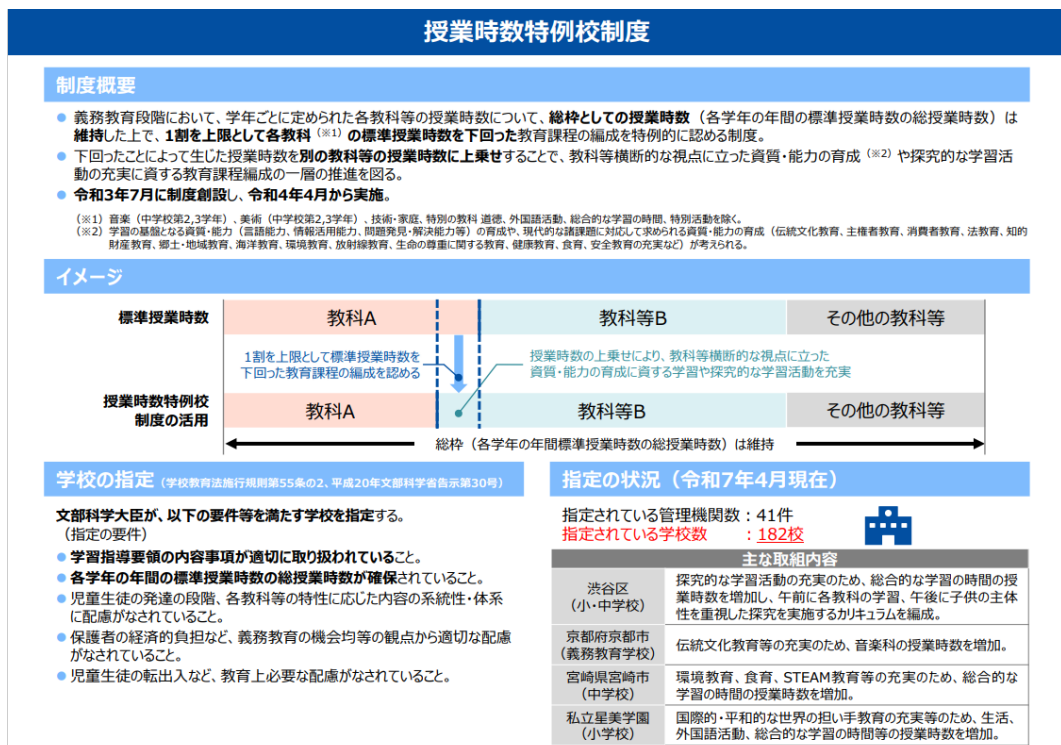 授業時数特例校制度
制度概要
● 義務教育段階において、学年ごとに定められた各教科等の授業時数について、総枠としての授業時数（各学年の年間の標準授業時数の総授業時数）は
維持した上で、1割を上限として各教科（※1）の標準授業時数を下回った教育課程の編成を特例的に認める制度。
● 下回ったことによって生じた授業時数を別の教科等の授業時数に上乗せすることで、教科等横断的な視点に立った資質・能力の育成（※2）や探究的な学習活
動の充実に資する教育課程編成の一層の推進を図る。
● 令和3年7月に制度創設し、令和4年4月から実施。
（※1）音楽（中学校第2,3学年）、美術（中学校第2,3学年）、技術・家庭、特別の教科 道徳、外国語活動、総合的な学習の時間、特別活動を除く。
（※2）学習の基盤となる資質・能力（言語能力、情報活用能力、問題発見・解決能力等）の育成や、現代的な諸課題に対応して求められる資質・能力の育成（伝統文化教育、主権者教育、消費者教育、法教育、知的
財産教育、郷土・地域教育、海洋教育、環境教育、放射線教育、生命の尊重に関する教育、健康教育、食育、安全教育の充実など）が考えられる。
イメージ
標準授業時数
教科A
教科等B
その他の教科等
1割を上限として標準授業時数を
下回った教育課程の編成を認める
授業時数の上乗せにより、教科等横断的な視点に立った
資質・能力の育成に資する学習や探究的な学習活動を充実
授業時数特例校
制度の活用
教科A
教科等B
その他の教科等
総枠（各学年の年間標準授業時数の総授業時数）は維持
学校の指定（学校教育法施行規則第55条の2、平成20年文部科学省告示第30号）
文部科学大臣が、以下の要件等を満たす学校を指定する。
（指定の要件）
● 学習指導要領の内容事項が適切に取り扱われていること。
● 各学年の年間の標準授業時数の総授業時数が確保されていること。
● 児童生徒の発達の段階、各教科等の特性に応じた内容の系統性・体系
に配慮がなされていること。
● 保護者の経済的負担など、義務教育の機会均等の観点から適切な配慮
がなされていること。
● 児童生徒の転出入など、教育上必要な配慮がなされていること。
指定の状況（令和7年4月現在）
指定されている管理機関数：41件
指定されている学校数　　：182校
主な取組内容
渋谷区
（小・中学校）
探究的な学習活動の充実のため、総合的な学習の時間の授
業時数を増加し、午前に各教科の学習、午後に子供の主体
性を重視した探究を実施するカリキュラムを編成。
京都府京都市
（義務教育学校）
伝統文化教育等の充実のため、音楽科の授業時数を増加。
宮崎県宮崎市
（中学校）
環境教育、食育、STEAM教育等の充実のため、総合的な
学習の時間の授業時数を増加。
私立星美学園
（小学校）
国際的・平和的な世界の担い手教育の充実等のため、生活、
外国語活動、総合的な学習の時間等の授業時数を増加。